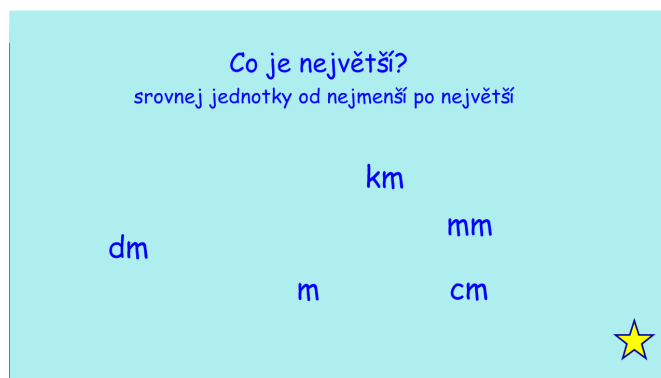 Co je největší?
srovnej jednotky od nejmenší po největší
km
mm
dm
m
cm